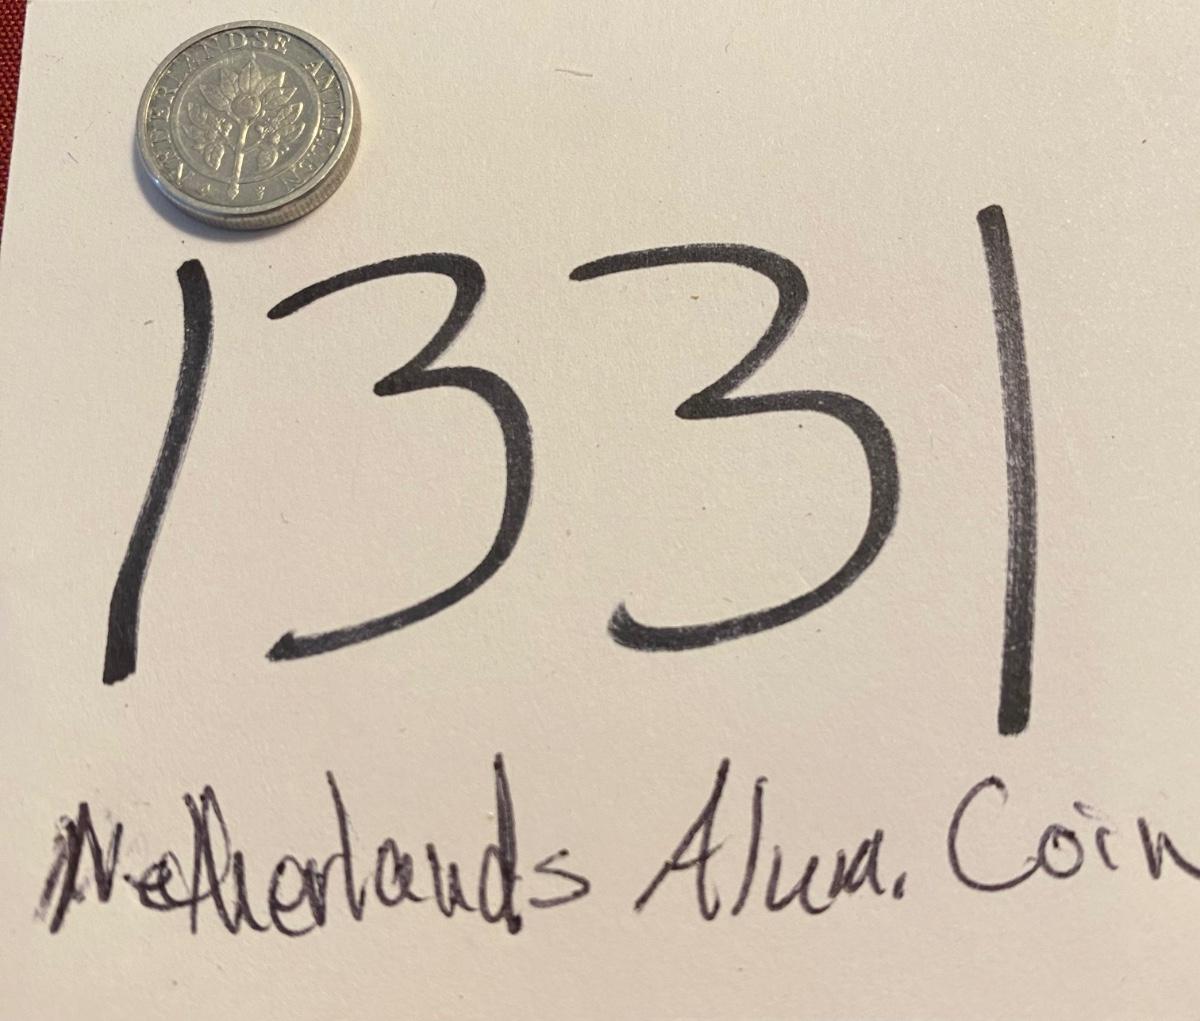 NEDERLANDSE ANTILLEN
1331
Netherlands Alum. Coin